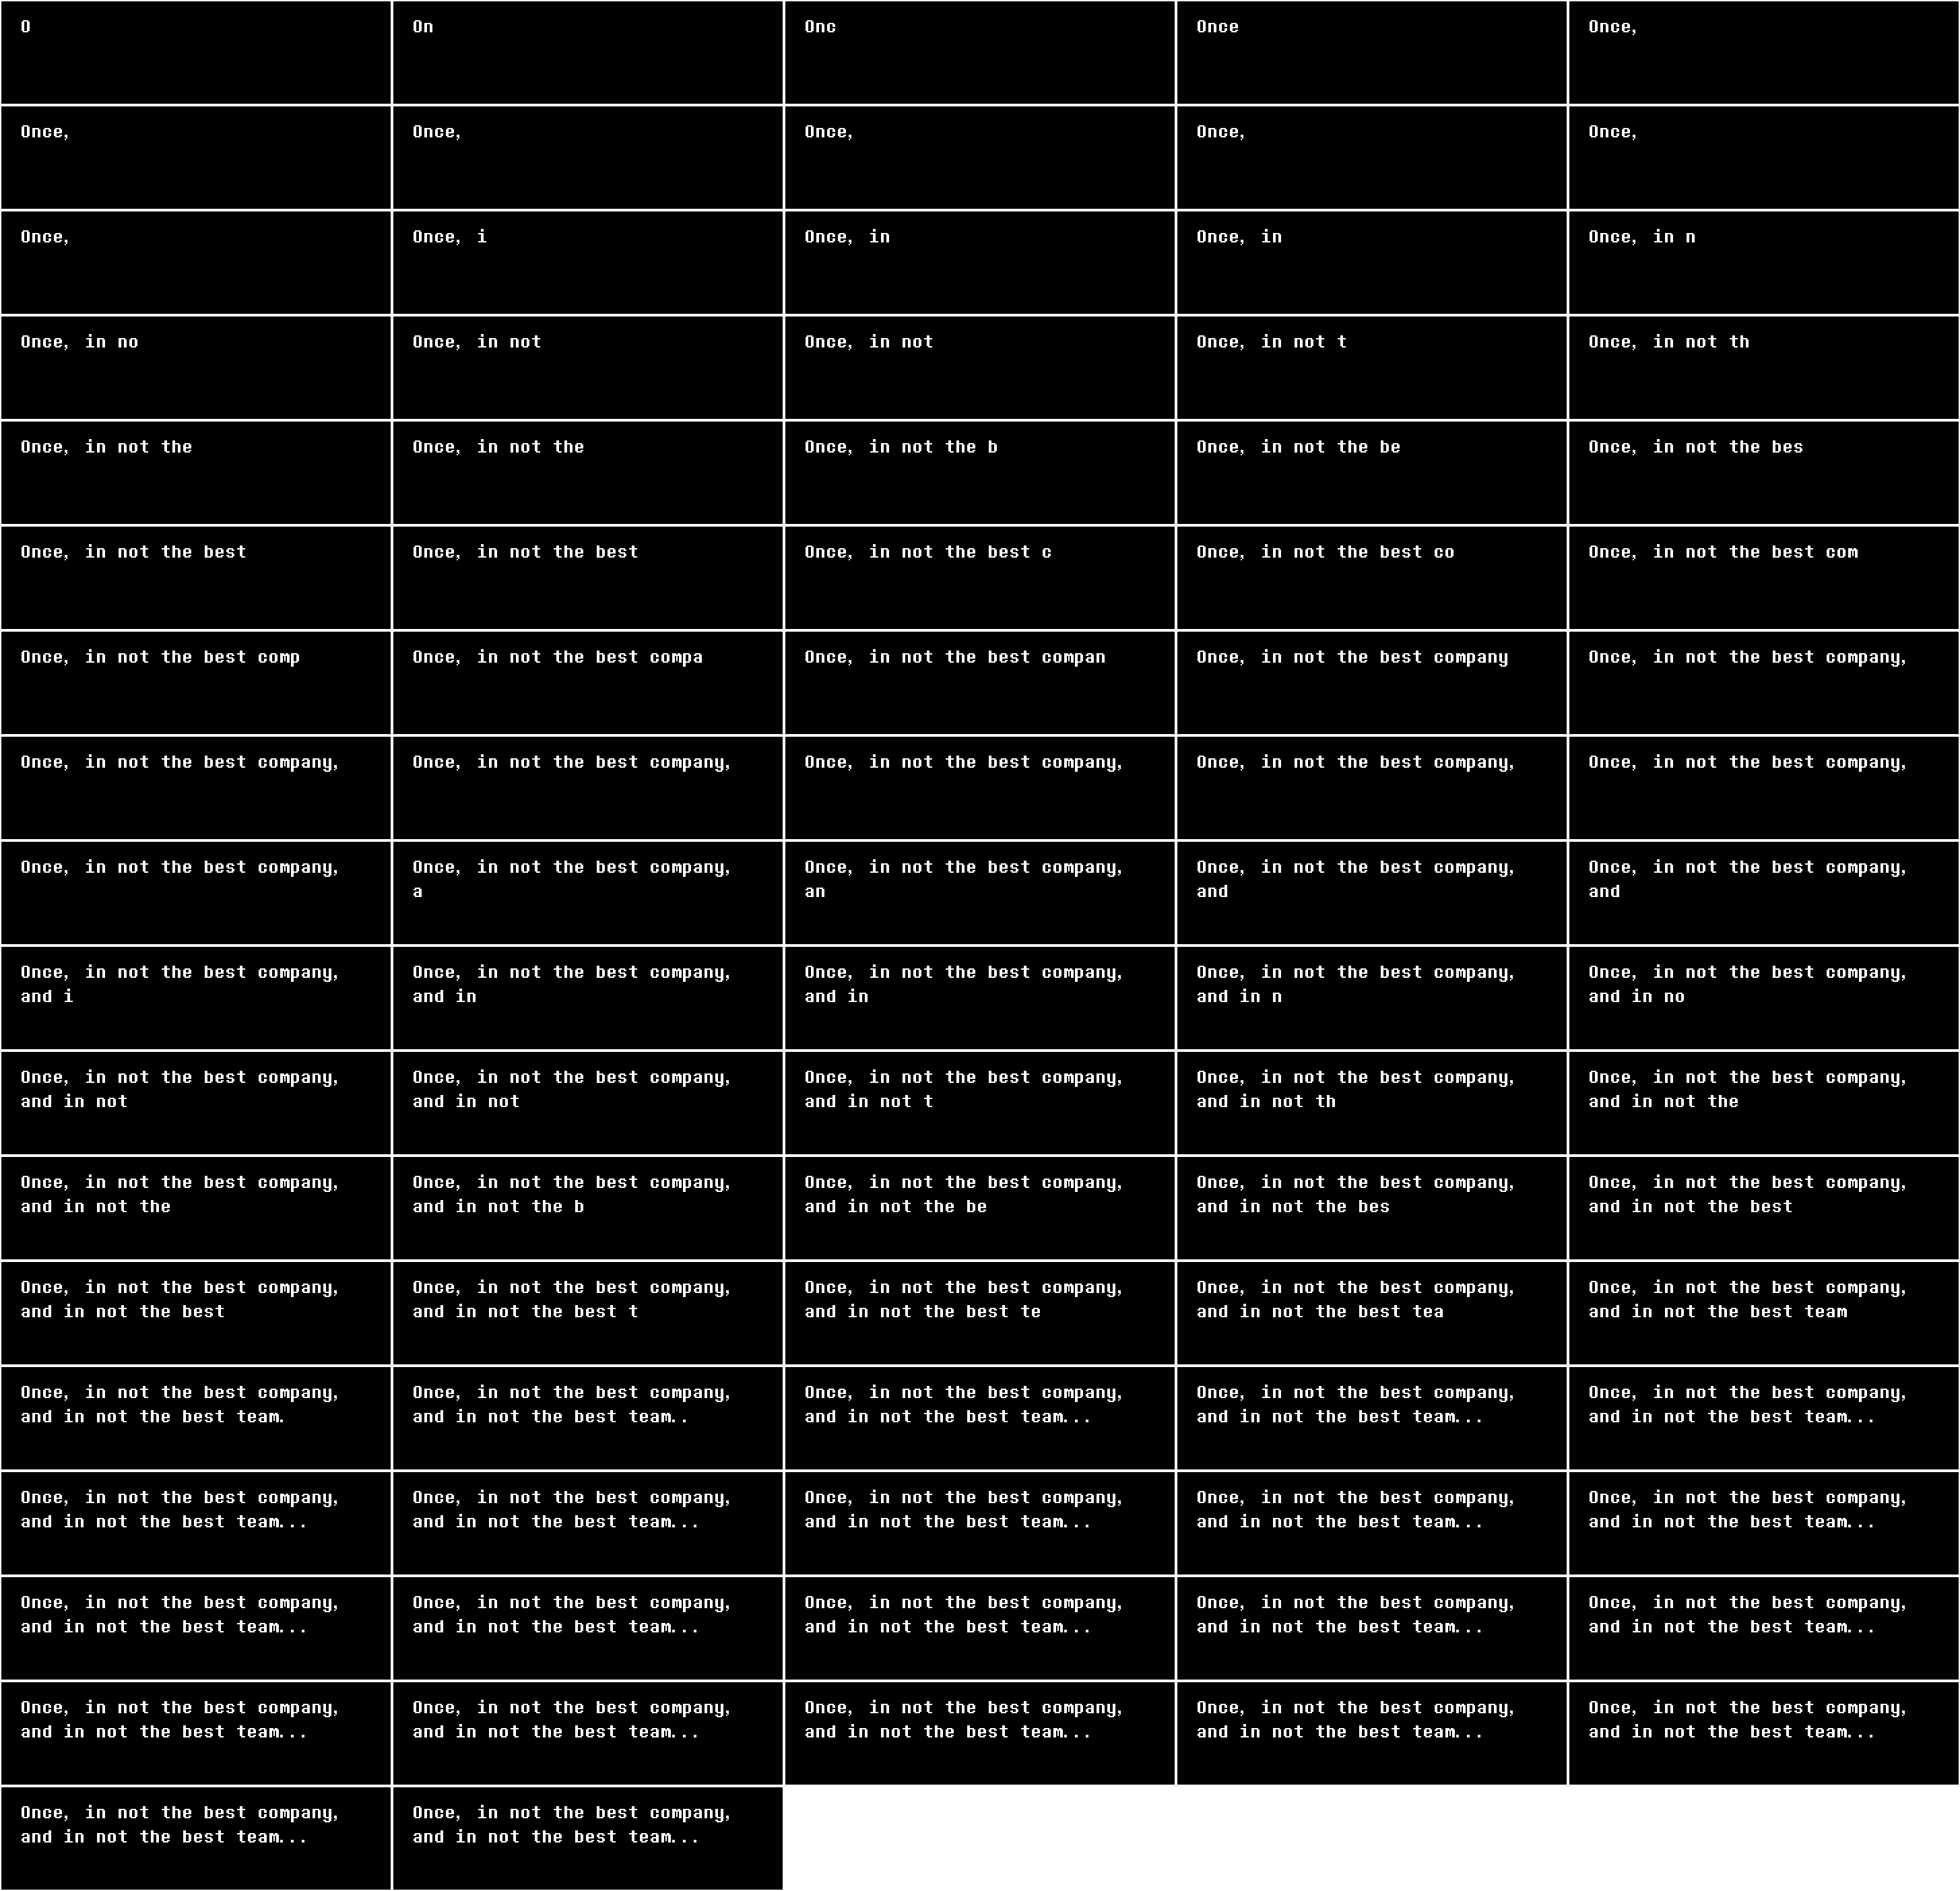 O
On
Onc
Once
Once,
Once,
Once,
Once,
Once,
Once,
Once,
Once, i
Once, in
Once, in
Once, in n
Once, in no
Once, in not
Once, in not
Once, in not t
Once, in not th
Once, in not the
Once, in not the
Once, in not the b
Once, in not the be
Once, in not the bes
Once, in not the best
Once, in not the best
Once, in not the best c
Once, in not the best co
Once, in not the best com
Once, in not the best comp
Once, in not the best compa
Once, in not the best compan
Once, in not the best company
Once, in not the best company,
Once, in not the best company,
Once, in not the best company,
Once, in not the best company,
Once, in not the best company,
Once, in not the best company,
Once, in not the best company,
Once, in not the best company,
a
Once, in not the best company,
an
Once, in not the best company,
and
Once, in not the best company,
and
Once, in not the best company,
and i
Once, in not the best company,
and in
Once, in not the best company,
and in
Once, in not the best company,
and in n
Once, in not the best company,
and in no
Once, in not the best company,
and in not
Once, in not the best company,
and in not
Once, in not the best company,
and in not t
Once, in not the best company,
and in not th
Once, in not the best company,
and in not the
Once, in not the best company,
and in not the
Once, in not the best company,
and in not the b
Once, in not the best company,
and in not the be
Once, in not the best company,
and in not the bes
Once, in not the best company,
and in not the best
Once, in not the best company,
and in not the best
Once, in not the best company,
and in not the best t
Once, in not the best company,
and in not the best te
Once, in not the best company,
and in not the best tea
Once, in not the best company,
and in not the best team
Once, in not the best company,
and in not the best team.
Once, in not the best company,
and in not the best team..
Once, in not the best company,
and in not the best team...
Once, in not the best company,
and in not the best team...
Once, in not the best company,
and in not the best team...
Once, in not the best company,
and in not the best team...
Once, in not the best company,
and in not the best team...
Once, in not the best company,
and in not the best team...
Once, in not the best company,
and in not the best team...
Once, in not the best company,
and in not the best team...
Once, in not the best company,
and in not the best team...
Once, in not the best company,
and in not the best team...
Once, in not the best company,
and in not the best team...
Once, in not the best company,
and in not the best team...
Once, in not the best company,
and in not the best team...
Once, in not the best company,
and in not the best team...
Once, in not the best company,
and in not the best team...
Once, in not the best company,
and in not the best team...
Once, in not the best company,
and in not the best team...
Once, in not the best company,
and in not the best team...
Once, in not the best company,
and in not the best team...
Once, in not the best company,
and in not the best team...